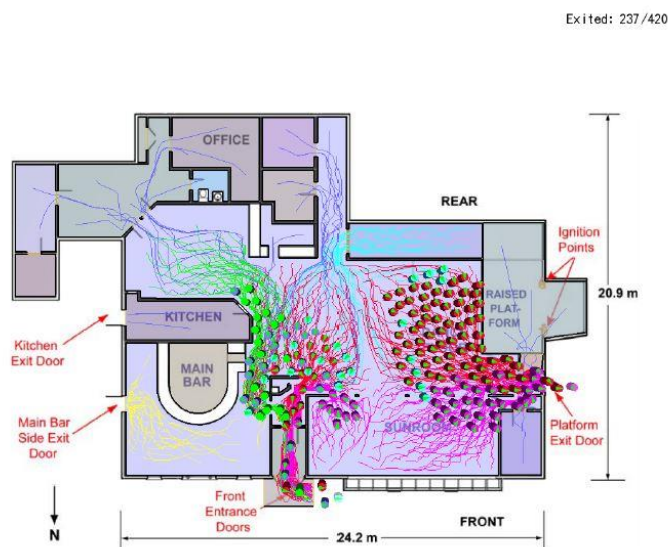 Exited: 237/420
OFFICE
REAR
Ignition
Points
RAISED
PLAT-
FORM
20.9 m
KITCHEN
Kitchen
Exit Door
MAIN
BAR
Main Bar
Side Exit
Door
SUNROOM
Platform
Exit Door
Front
Entrance
Doors
N
FRONT
24.2 m